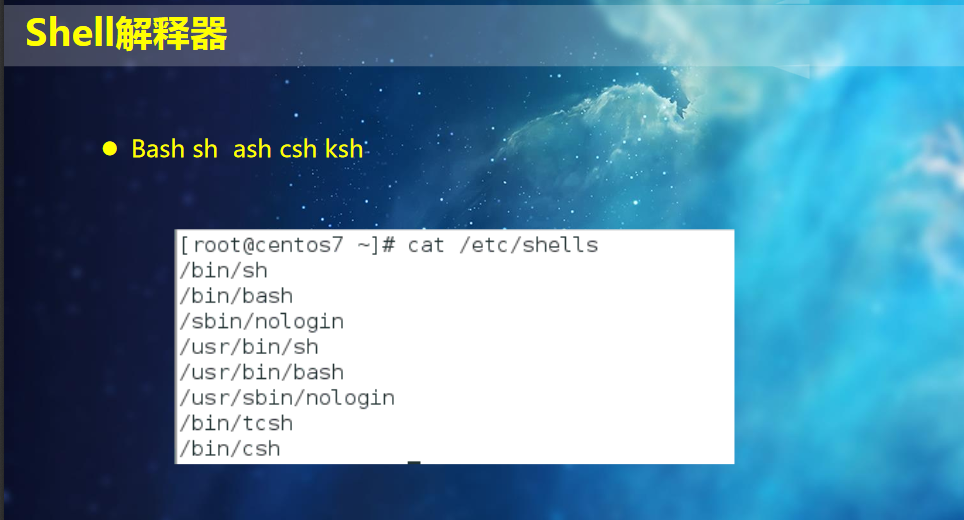 Shell解释器
Bash sh  ash csh ksh
[root@centos7 ~]# cat /etc/shells
/bin/sh
/bin/bash
/sbin/nologin
/usr/bin/sh
/usr/bin/bash
/usr/sbin/nologin
/bin/tcsh
/bin/csh